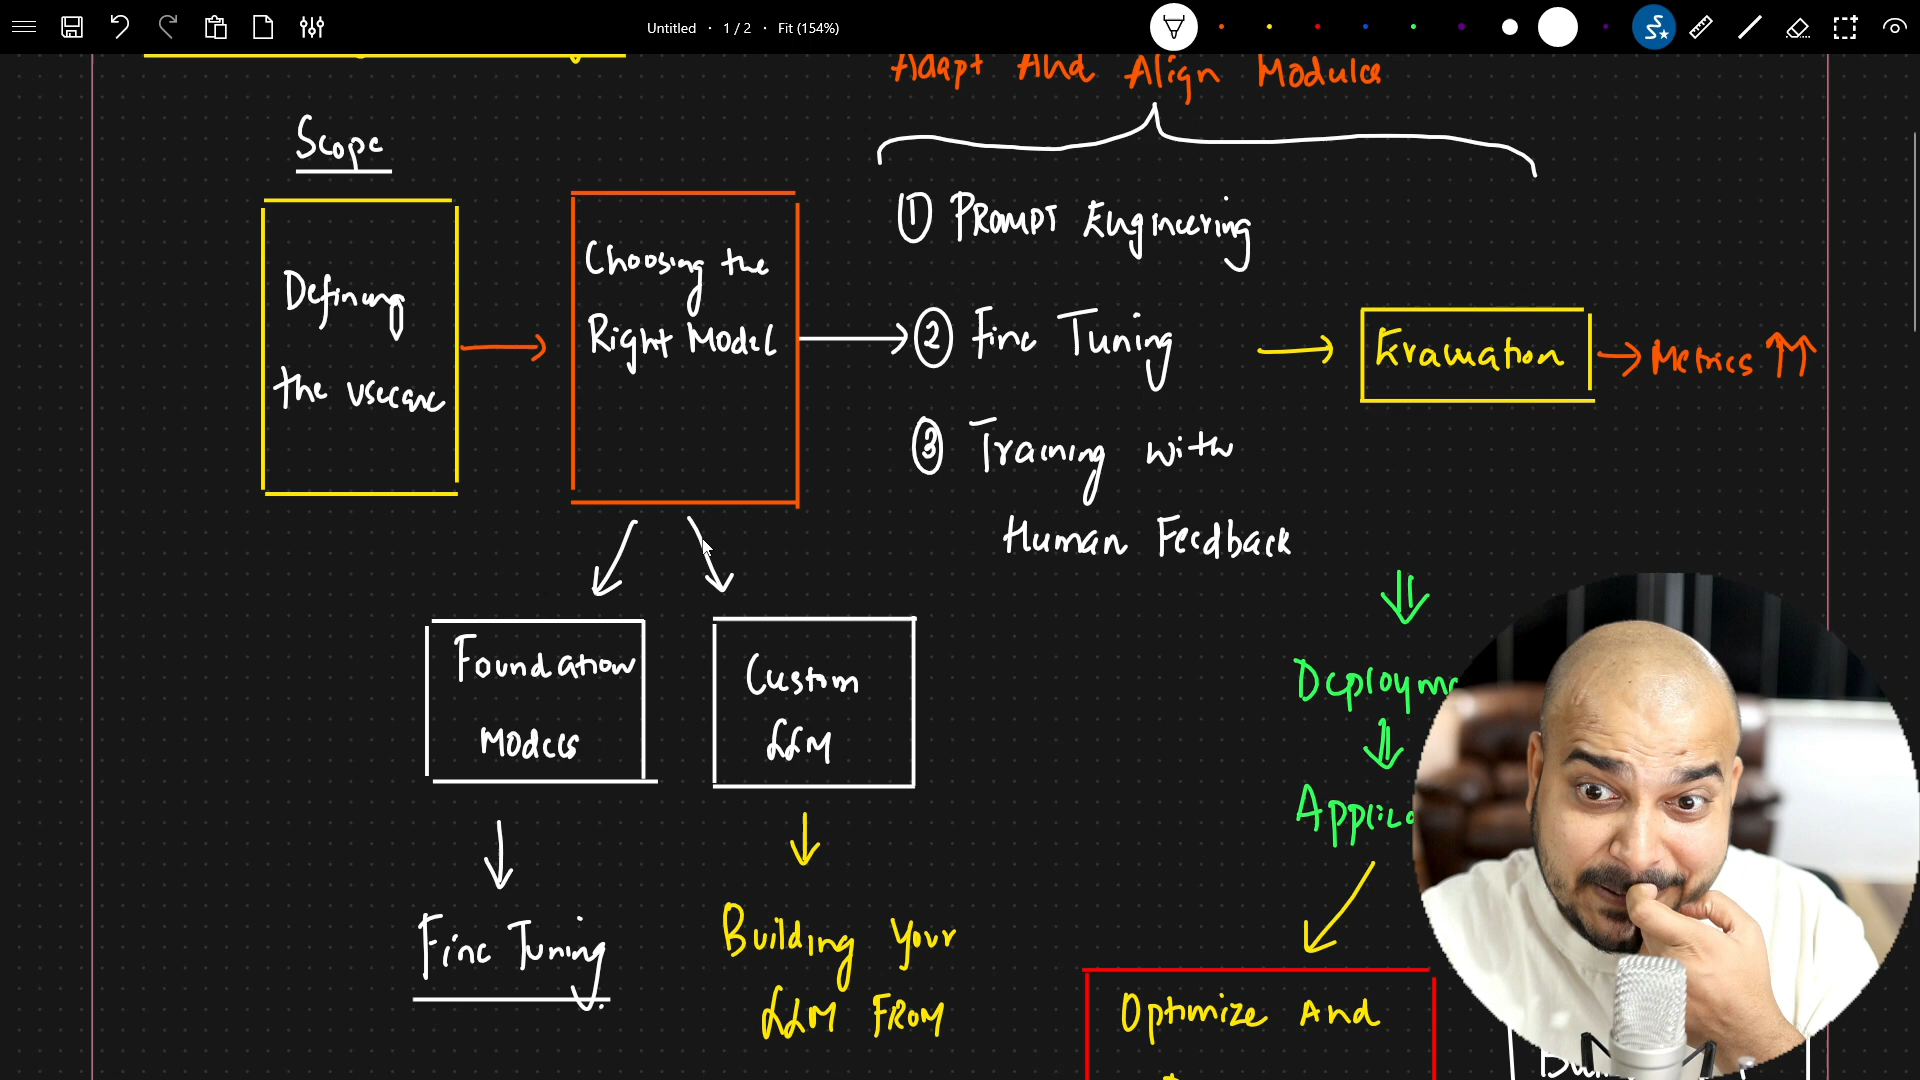 Untitled · 1 / 2 · Fit (154%)
Adapt And Align Modules
Scope
Defining
the usecase
Choosing the
Right Model
① PROMPT Engineering
② Fine Tuning
③ Training with
Human Feedback
Evaluation
Metrics
Foundation
Models
Custom
LLM
Fine Tuning
Building Your
LLM FROM
Optimize And